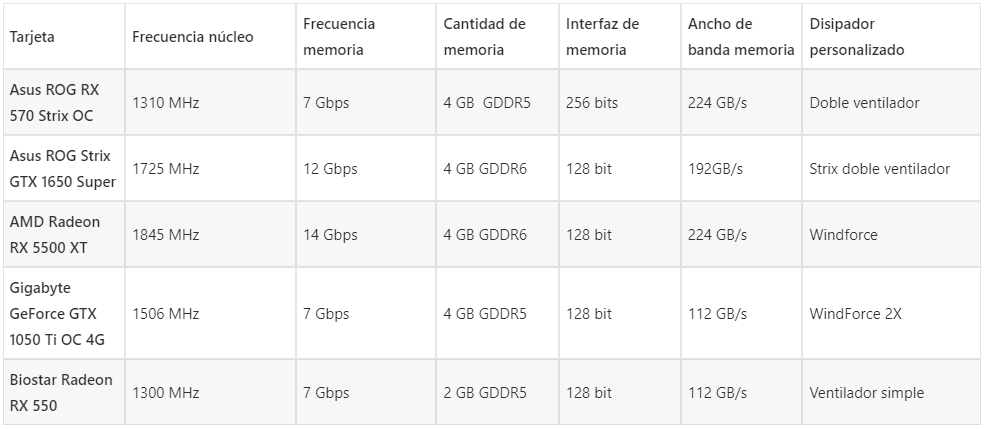 Tarjeta
Frecuencia núcleo
Frecuencia
memoria
Cantidad de
memoria
Interfaz de
memoria
Ancho de
banda memoria
Disipador
personalizado
Asus ROG RX
570 Strix OC
1310 MHz
7 Gbps
4 GB  GDDR5
256 bits
224 GB/s
Doble ventilador
Asus ROG Strix
GTX 1650 Super
1725 MHz
12 Gbps
4 GB GDDR6
128 bit
192GB/s
Strix doble ventilador
AMD Radeon
RX 5500 XT
1845 MHz
14 Gbps
4 GB GDDR6
128 bit
224 GB/s
Windforce
Gigabyte
GeForce GTX
1050 Ti OC 4G
1506 MHz
7 Gbps
4 GB GDDR5
128 bit
112 GB/s
WindForce 2X
Biostar Radeon
RX 550
1300 MHz
7 Gbps
2 GB GDDR5
128 bit
112 GB/s
Ventilador simple